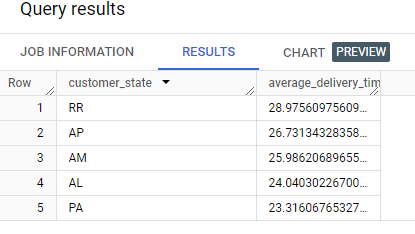 Query results
JOB INFORMATION RESULTS CHART PREVIEW
Row customer_state average_delivery_tim
1 RR 28.97560975609...
2 AP 26.73134328358...
3 AM 25.98620689655...
4 AL 24.04030226700...
5 PA 23.31606765327...